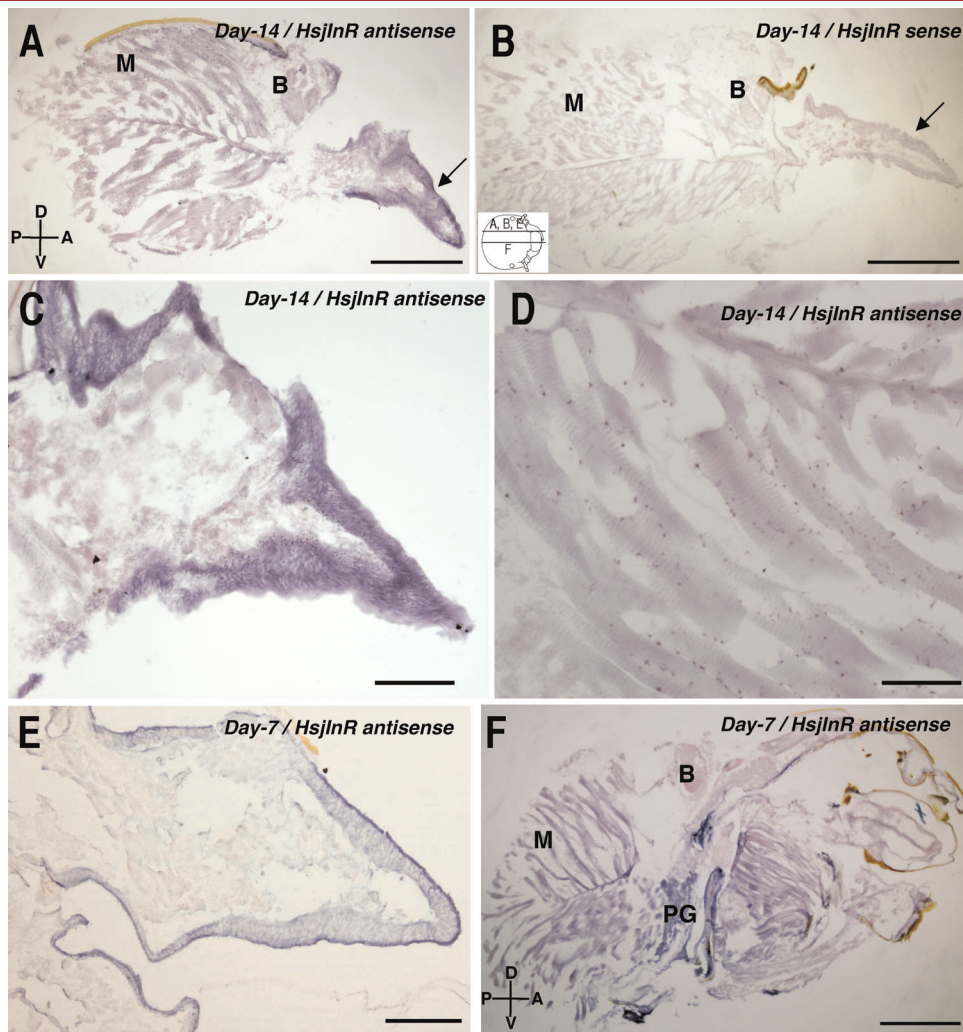 A
Day-14 / HsjInR antisense
M
B
D
P A
V
B
Day-14 / HsjInR sense
M
B
A, B, E
F
C
Day-14 / HsjInR antisense
D
Day-14 / HsjInR antisense
E
Day-7 / HsjInR antisense
F
Day-7 / HsjInR antisense
B
M
PG
D
P A
V